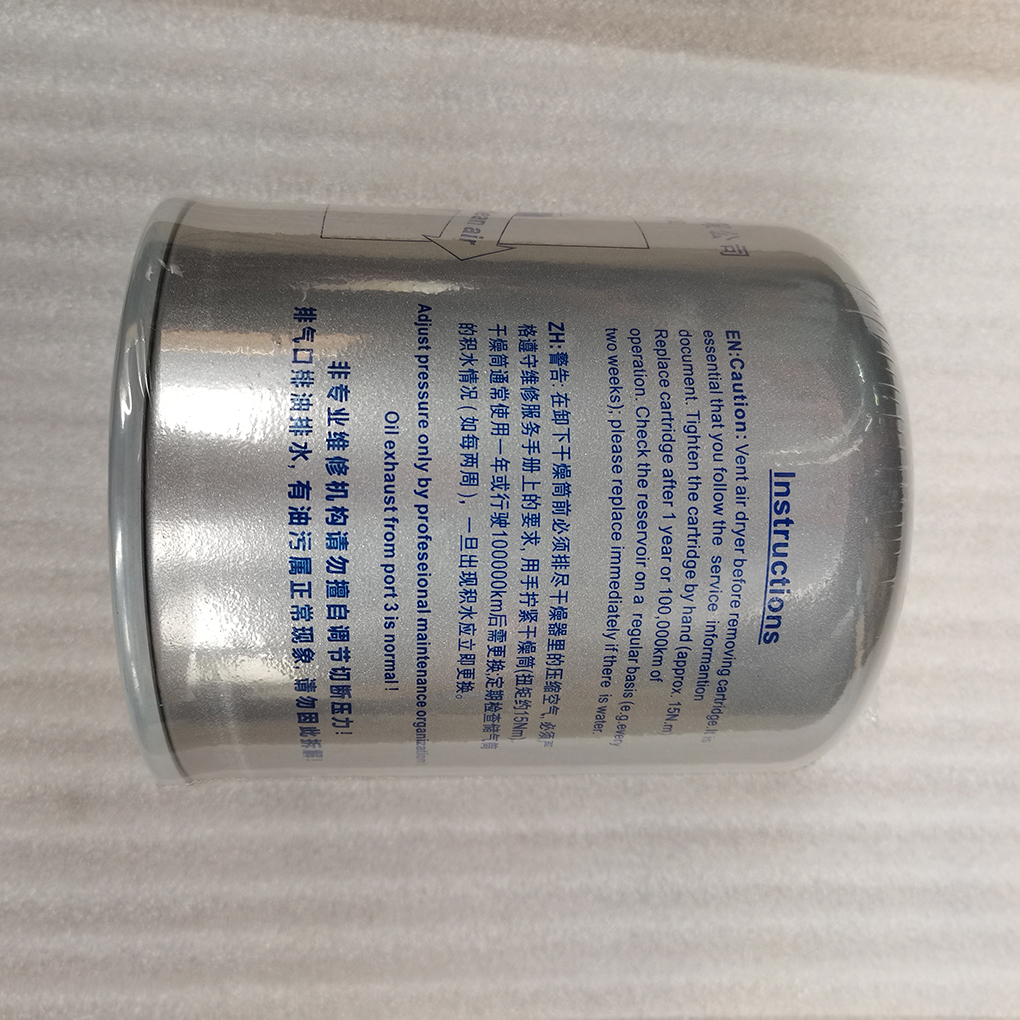 Instructions
EN:Caution: Vent air dryer before removing cartridge.It is
essential that you follow the service informantion
document. Tighten the cartridge by hand (approx. 15N.m
Replace cartridge after 1 year or 100,000km of
operation. Check the reservoir on a regular basis (e.g.every
two weeks), please replace immediately if there is water.
ZH: 警告: 在卸下干燥筒前必须排尽干燥器里的压缩空气, 必须
格遵守维修服务手册上的要求, 用手拧紧干燥筒(扭矩约15Nm).
干燥筒通常使用一年或行驶100000km后需更换,定期检查储气筒
的积水情况 ( 如每两周 ), 一旦出现积水应立即更换。
Adjust pressure only by profeseional maintenance organization
Oil exhaust from port 3 is normal !
非专业维修机构请勿擅自调节切断压力!
排气口排油排水, 有油污属正常现象, 请勿因此拆解!
air
公司